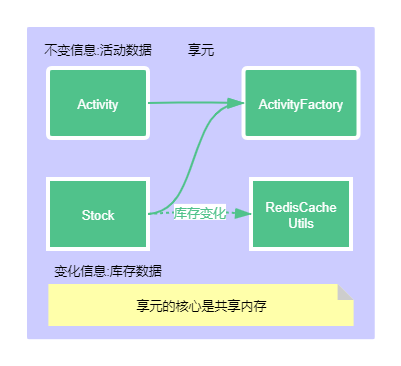 不变信息:活动数据
享元
Activity
ActivityFactory
Stock
库存变化
RedisCache
Utils
变化信息:库存数据
享元的核心是共享内存